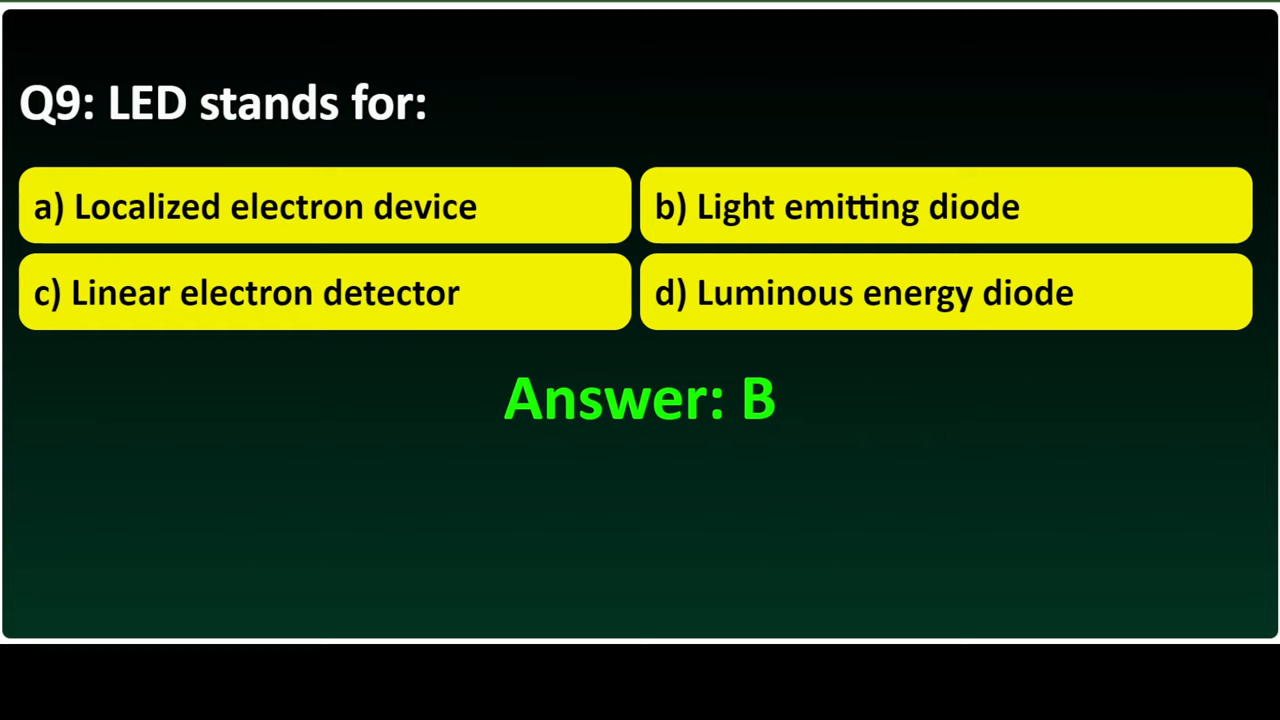 Q9: LED stands for:
a) Localized electron device
b) Light emitting diode
c) Linear electron detector
d) Luminous energy diode
Answer: B